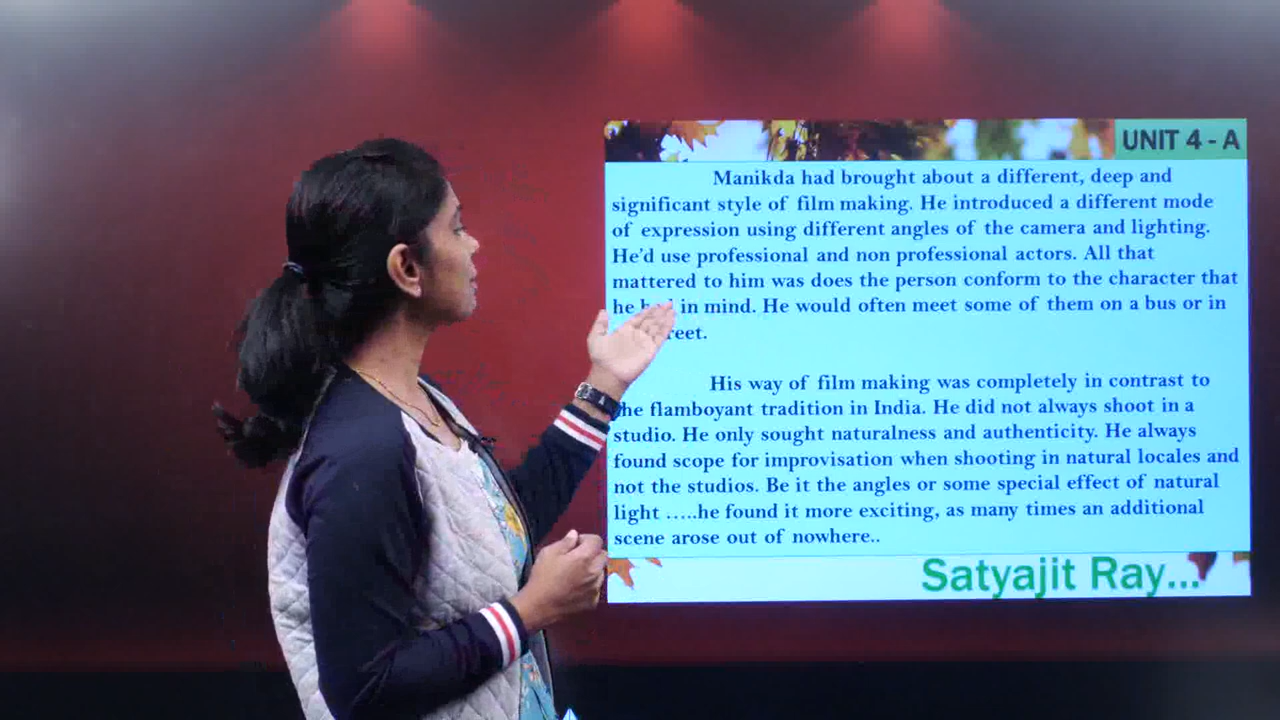 UNIT 4 - A
Manikda had brought about a different, deep and
significant style of film making. He introduced a different mode
of expression using different angles of the camera and lighting.
He'd use professional and non professional actors. All that
mattered to him was does the person conform to the character that
he had in mind. He would often meet some of them on a bus or in
reet.
His way of film making was completely in contrast to
the flamboyant tradition in India. He did not always shoot in a
studio. He only sought naturalness and authenticity. He always
found scope for improvisation when shooting in natural locales and
not the studios. Be it the angles or some special effect of natural
light .....he found it more exciting, as many times an additional
scene arose out of nowhere..
Satyajit Ray...